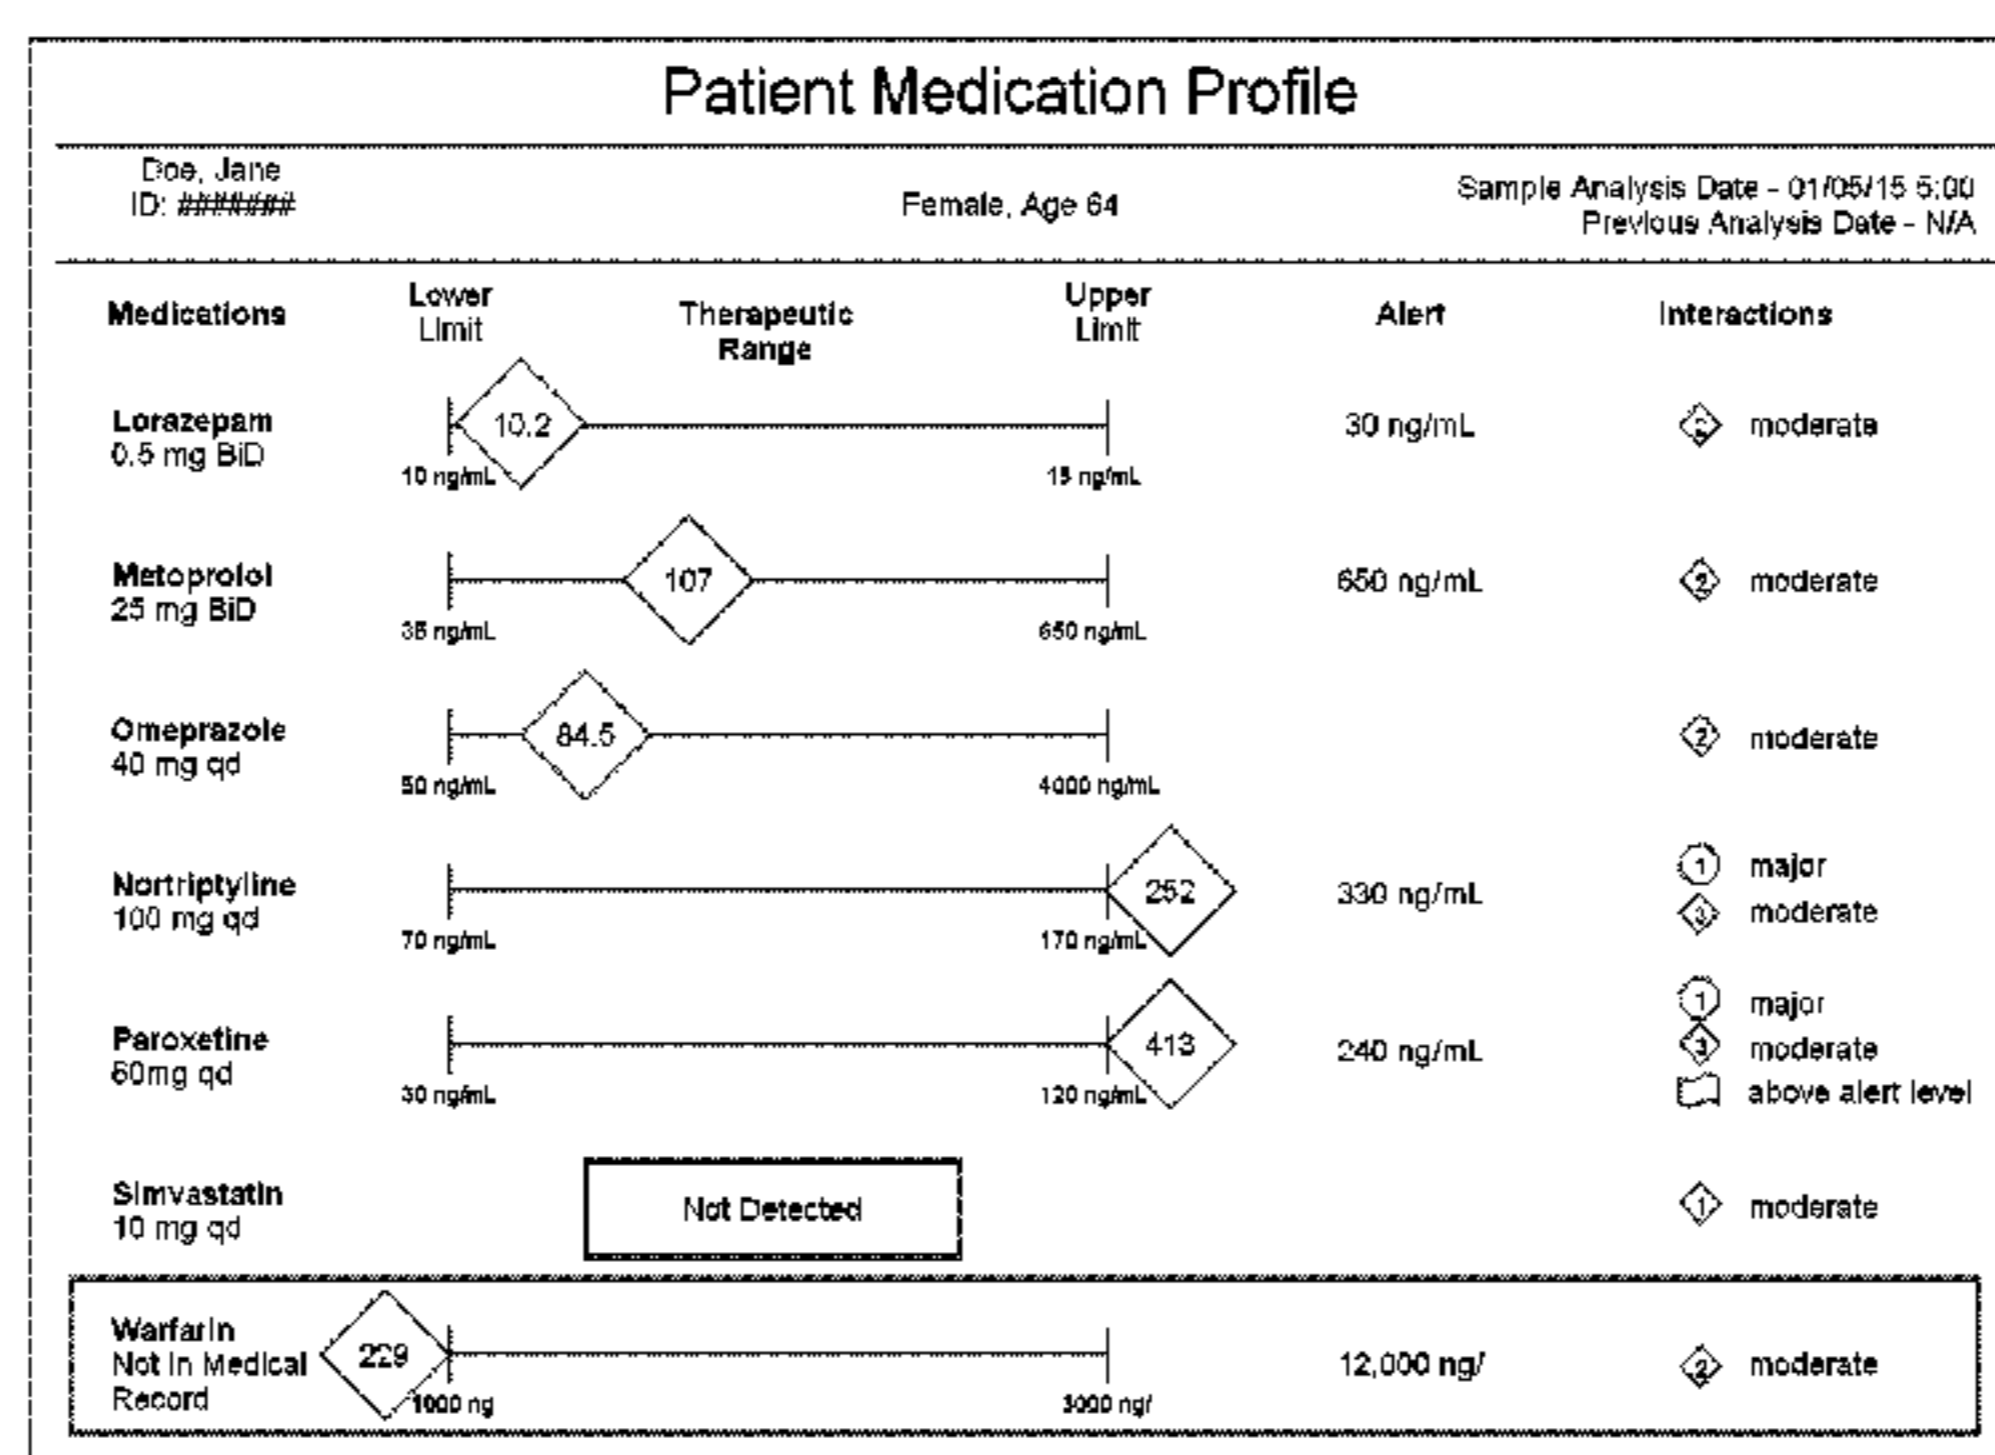 Patient Medication Profile
Doe, Jane
ID: #######
Female, Age 64
Sample Analysis Date - 01/05/15 5:00
Previous Analysis Date - N/A
Medications
Lower
Limit
Therapeutic
Range
Upper
Limit
Alert
Interactions
Lorazepam
0.5 mg BiD
10.2
10 ng/mL
15 ng/mL
30 ng/mL
moderate
Metoprolol
25 mg BiD
107
35 ng/mL
650 ng/mL
650 ng/mL
2 moderate
Omeprazole
40 mg qd
84.5
50 ng/mL
4000 ng/mL
2 moderate
Nortriptyline
100 mg qd
252
70 ng/mL
170 ng/mL
330 ng/mL
1 major
3 moderate
Paroxetine
qd
413
30 ng/mL
120 ng/mL
240 ng/mL
1 major
3 moderate
above alert level
Simvastatin
10 mg qd
Not Detected
1 moderate
Warfarin
Not in Medical
Record
229
1000 ng
3000 ng/
12,000 ng/
2 moderate